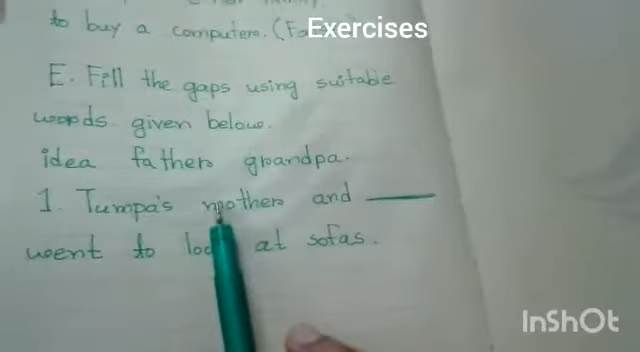 to buy a computer. (Fa
Exercises
E. Fill the gaps using suitable
words given below.
idea father grandpa.
1. Tumpa's mother and ______
went to look at sofas.
InShOt